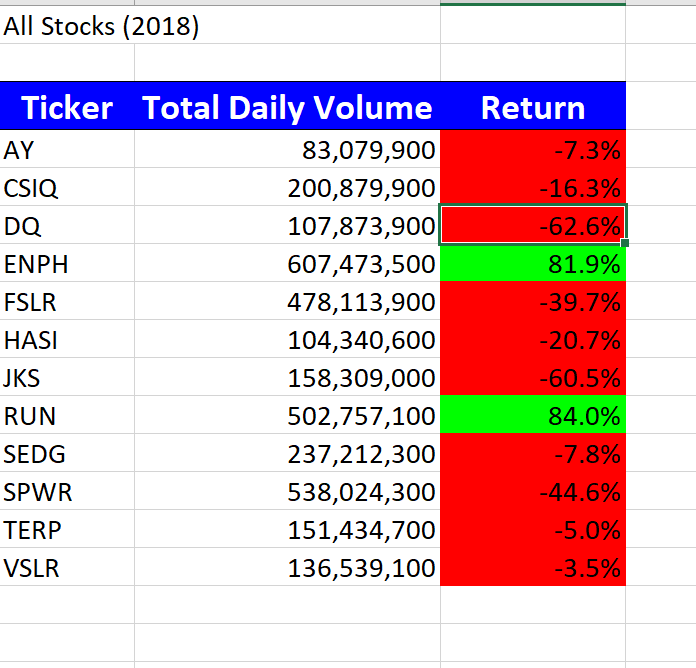 All Stocks (2018)
Ticker Total Daily Volume Return
AY 83,079,900 -7.3%
CSIQ 200,879,900 -16.3%
DQ 107,873,900 -62.6%
ENPH 607,473,500 81.9%
FSLR 478,113,900 -39.7%
HASI 104,340,600 -20.7%
JKS 158,309,000 -60.5%
RUN 502,757,100 84.0%
SEDG 237,212,300 -7.8%
SPWR 538,024,300 -44.6%
TERP 151,434,700 -5.0%
VSLR 136,539,100 -3.5%